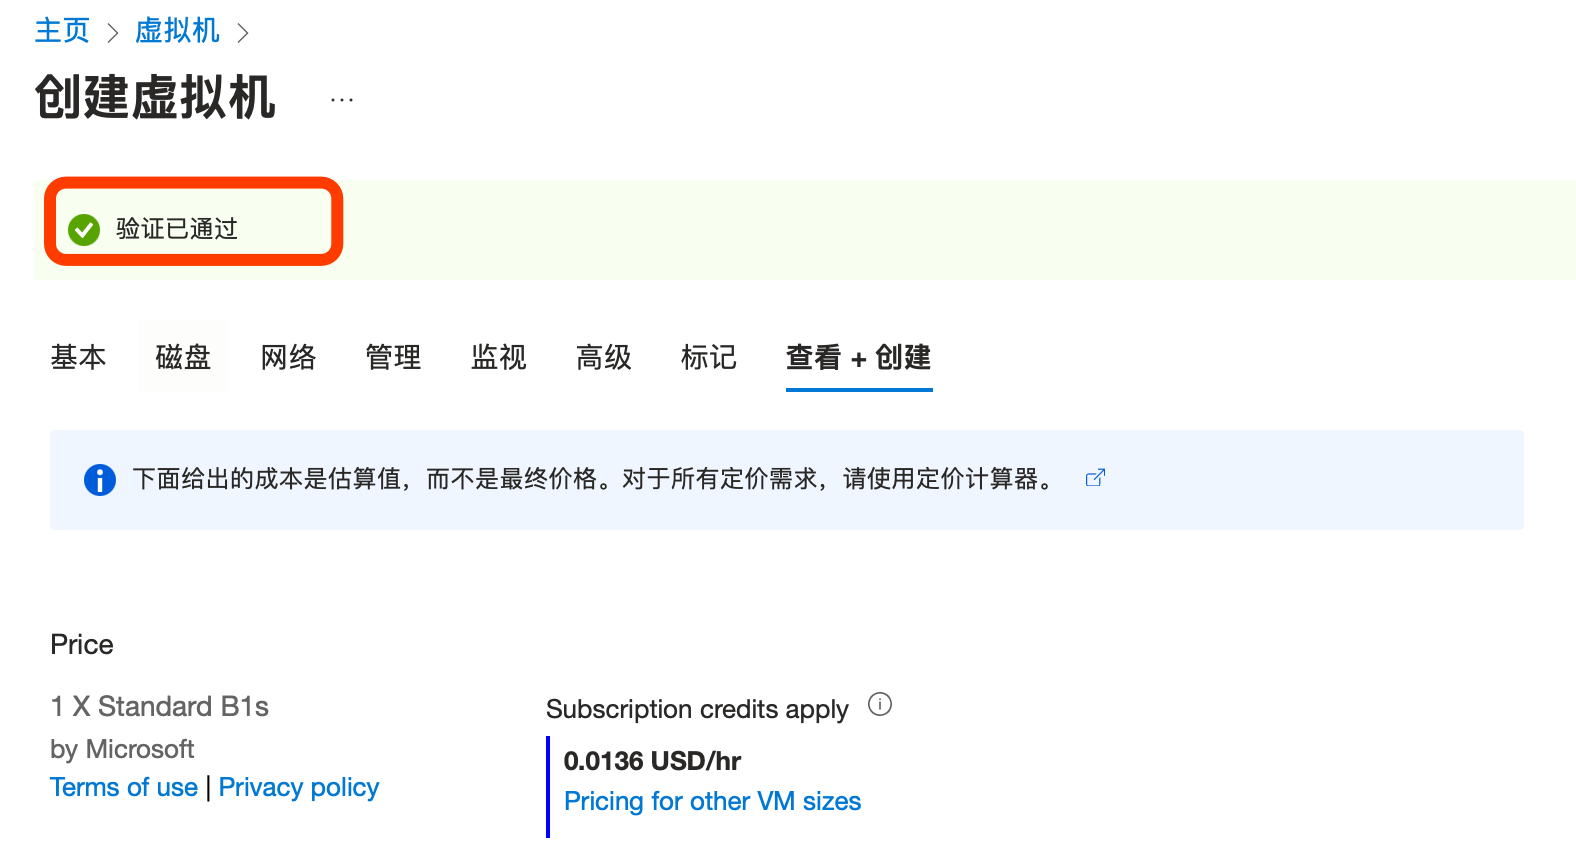 主页 > 虚拟机 >
创建虚拟机 ...
验证已通过
基本 磁盘 网络 管理 监视 高级 标记 查看 + 创建
下面给出的成本是估算值，而不是最终价格。对于所有定价需求，请使用定价计算器。
Price
1 X Standard B1s
by Microsoft
Terms of use | Privacy policy
Subscription credits apply
0.0136 USD/hr
Pricing for other VM sizes